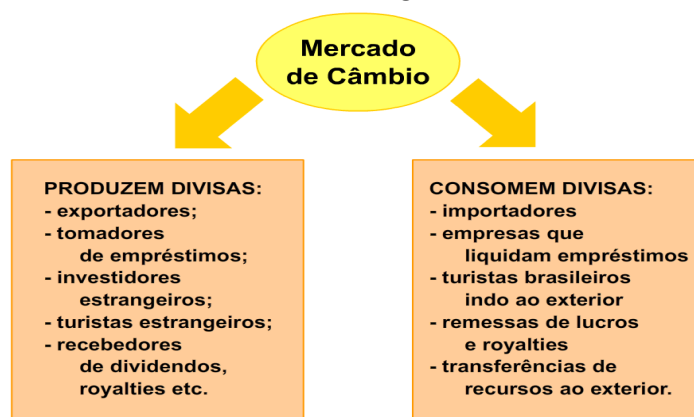 Mercado
de Câmbio
PRODUZEM DIVISAS:
- exportadores;
- tomadores
de empréstimos;
- investidores
estrangeiros;
- turistas estrangeiros;
- recebedores
de dividendos,
royalties etc.
CONSOMEM DIVISAS:
- importadores
- empresas que
liquidam empréstimos
- turistas brasileiros
indo ao exterior
- remessas de lucros
e royalties
- transferências de
recursos ao exterior.